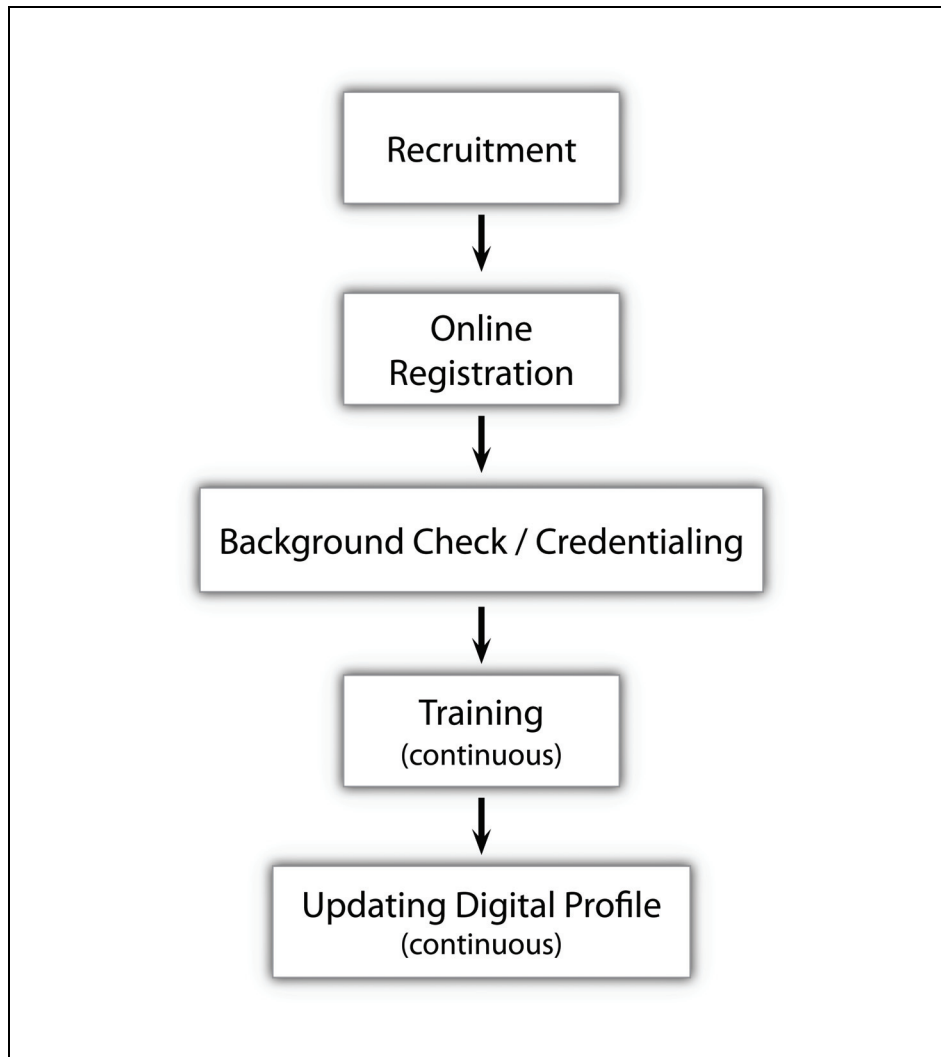 Recruitment
Online
Registration
Background Check / Credentialing
Training
(continuous)
Updating Digital Profile
(continuous)